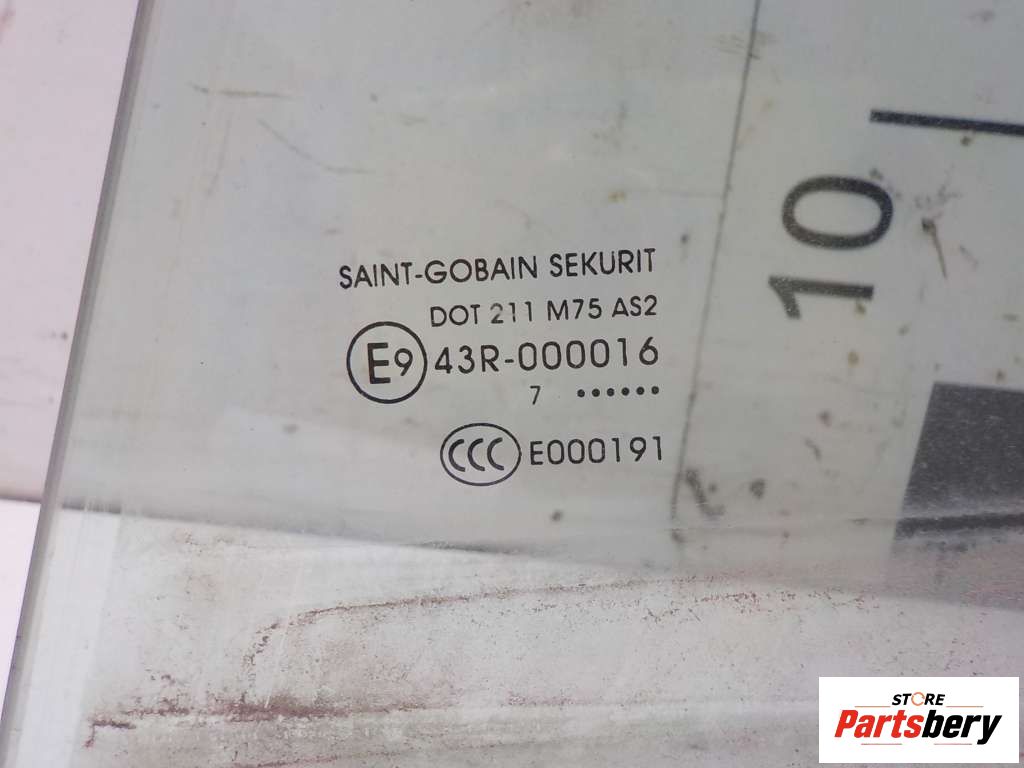 SAINT-GOBAIN SEKURIT
DOT 211 M75 AS2
E9 43R-000016
7 ••••••
CCC E000191
10
STORE
Partsbery